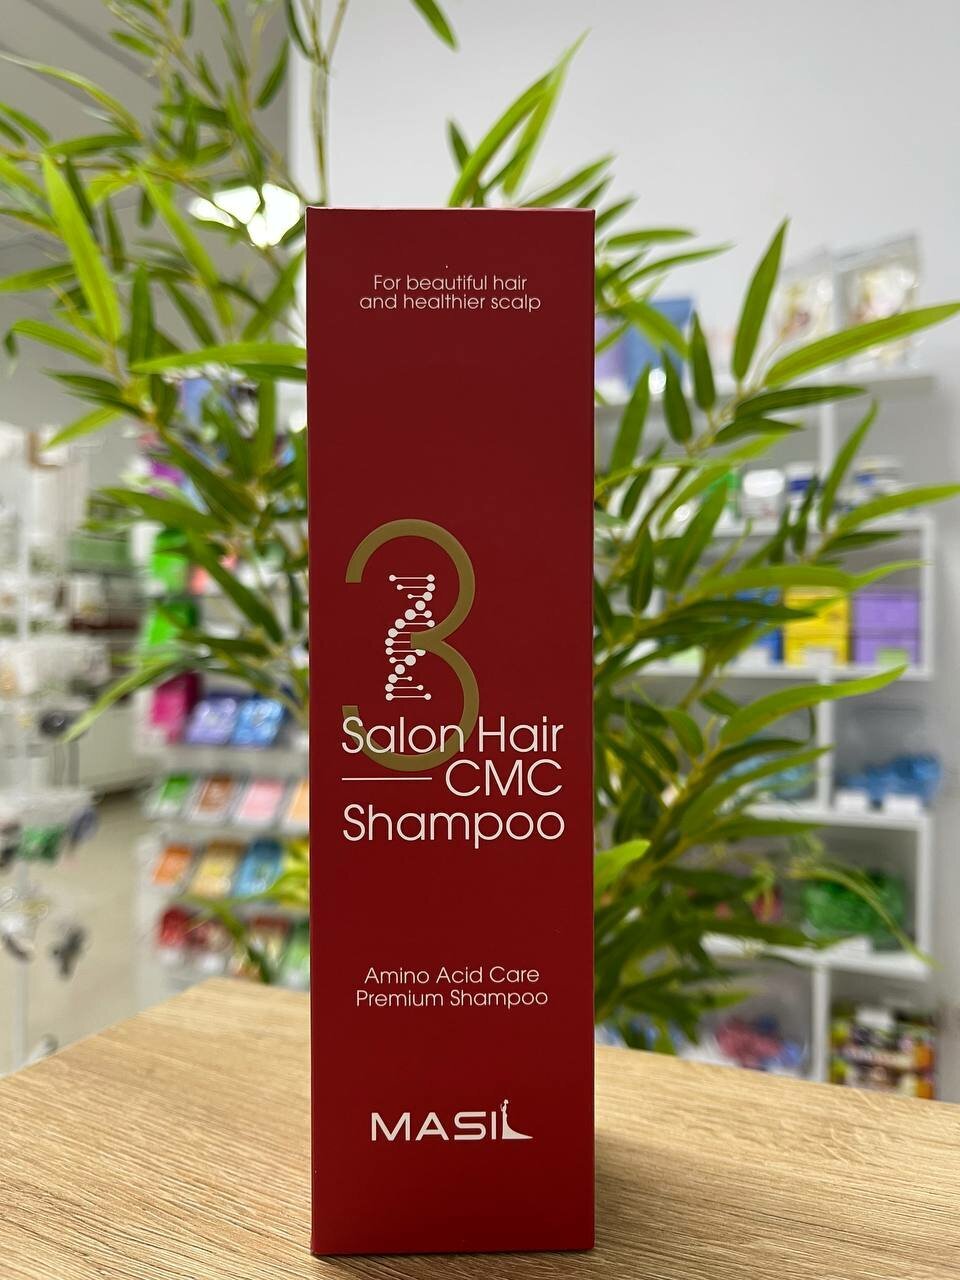 For beautiful hair
and healthier scalp
3
Salon Hair
CMC
Shampoo
Amino Acid Care
Premium Shampoo
MASIL